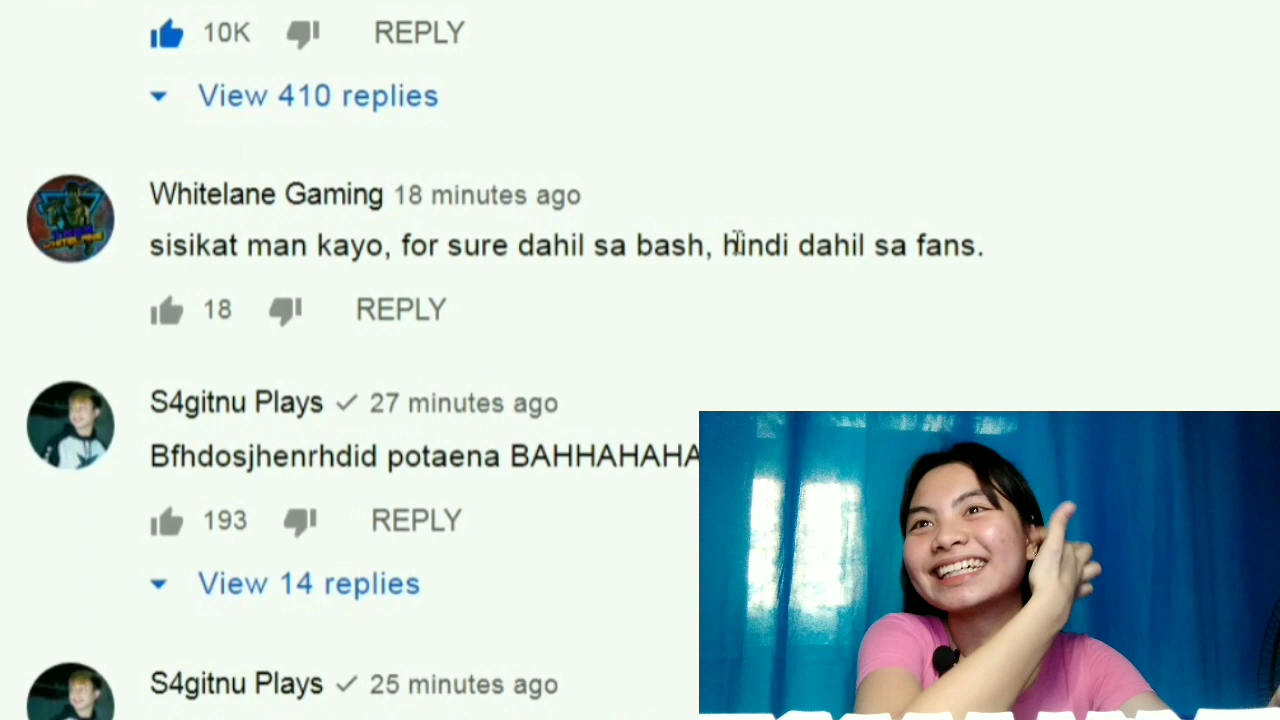 10K REPLY
View 410 replies
Whitelane Gaming 18 minutes ago
sisikat man kayo, for sure dahil sa bash, hindi dahil sa fans.
18 REPLY
S4gitnu Plays 27 minutes ago
Bfhdosjhenrhdid potaena BAHHAHAHA
193 REPLY
View 14 replies
S4gitnu Plays 25 minutes ago